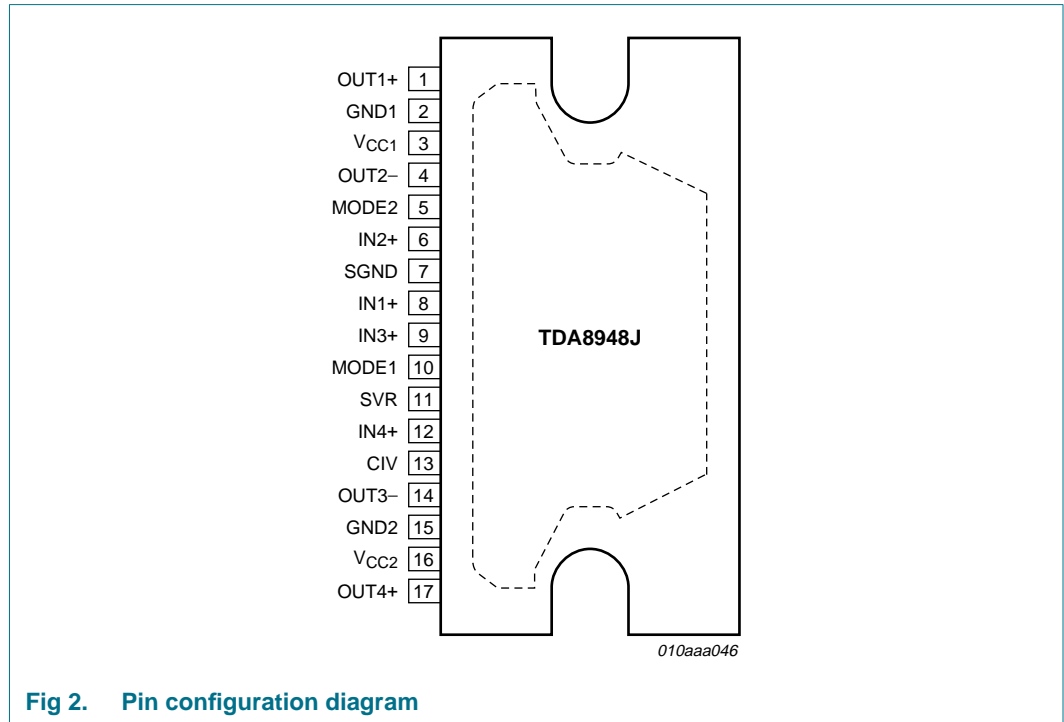 OUT1+ 1
GND1 2
VCC1 3
OUT2− 4
MODE2 5
IN2+ 6
SGND 7
IN1+ 8
IN3+ 9
TDA8948J
MODE1 10
SVR 11
IN4+ 12
CIV 13
OUT3− 14
GND2 15
VCC2 16
OUT4+ 17
010aaa046
Fig 2. Pin configuration diagram